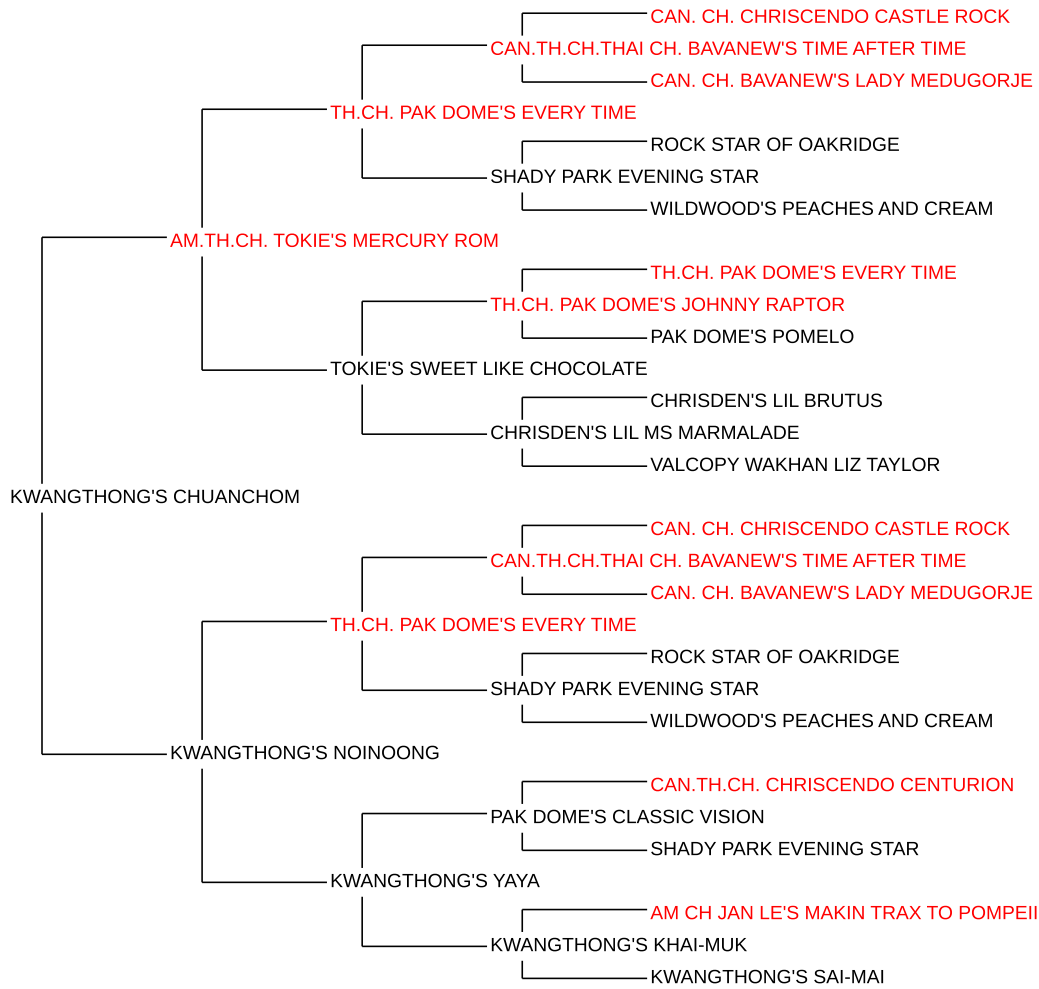 CAN. CH. CHRISCENDO CASTLE ROCK
CAN.TH.CH.THAI CH. BAVANEW'S TIME AFTER TIME
CAN. CH. BAVANEW'S LADY MEDUGORJE
TH.CH. PAK DOME'S EVERY TIME
ROCK STAR OF OAKRIDGE
SHADY PARK EVENING STAR
WILDWOOD'S PEACHES AND CREAM
AM.TH.CH. TOKIE'S MERCURY ROM
TH.CH. PAK DOME'S EVERY TIME
TH.CH. PAK DOME'S JOHNNY RAPTOR
PAK DOME'S POMELO
TOKIE'S SWEET LIKE CHOCOLATE
CHRISDEN'S LIL BRUTUS
CHRISDEN'S LIL MS MARMALADE
VALCOPY WAKHAN LIZ TAYLOR
KWANGTHONG'S CHUANCHOM
CAN. CH. CHRISCENDO CASTLE ROCK
CAN.TH.CH.THAI CH. BAVANEW'S TIME AFTER TIME
CAN. CH. BAVANEW'S LADY MEDUGORJE
TH.CH. PAK DOME'S EVERY TIME
ROCK STAR OF OAKRIDGE
SHADY PARK EVENING STAR
WILDWOOD'S PEACHES AND CREAM
KWANGTHONG'S NOINOONG
CAN.TH.CH. CHRISCENDO CENTURION
PAK DOME'S CLASSIC VISION
SHADY PARK EVENING STAR
KWANGTHONG'S YAYA
AM CH JAN LE'S MAKIN TRAX TO POMPEII
KWANGTHONG'S KHAI-MUK
KWANGTHONG'S SAI-MAI